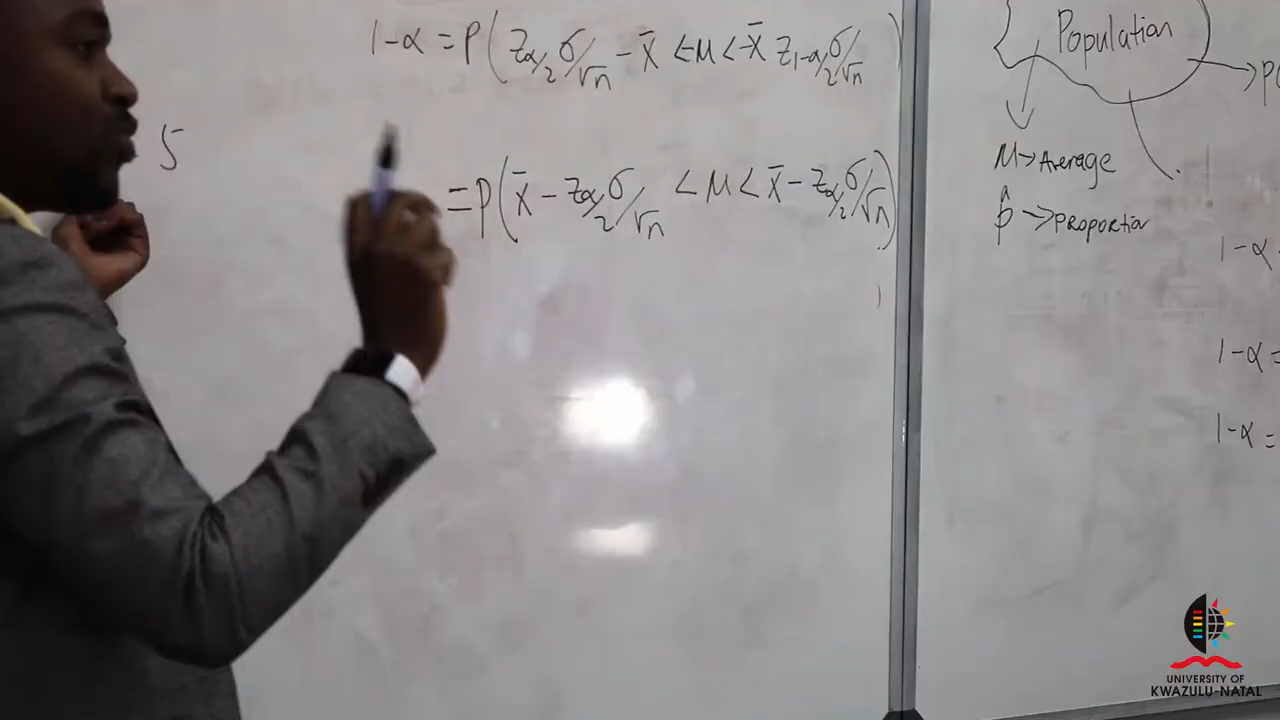 1-α = P(zα/2 σ/√n - x̄ < -μ < -x̄ z1-α/2 σ/√n)
5
= P(x̄ - zα/2 σ/√n < μ < x̄ - zα/2 σ/√n)
Population
μ → Average
p̂ → proportion
1-α
1-α =
1-α =
UNIVERSITY OF
KWAZULU-NATAL